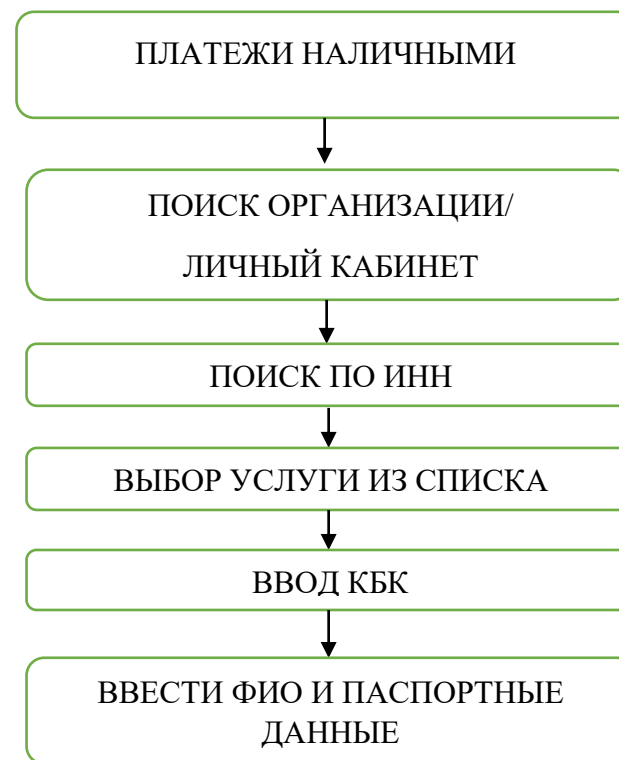 ПЛАТЕЖИ НАЛИЧНЫМИ
ПОИСК ОРГАНИЗАЦИИ/
ЛИЧНЫЙ КАБИНЕТ
ПОИСК ПО ИНН
ВЫБОР УСЛУГИ ИЗ СПИСКА
ВВОД КБК
ВВЕСТИ ФИО И ПАСПОРТНЫЕ
ДАННЫЕ